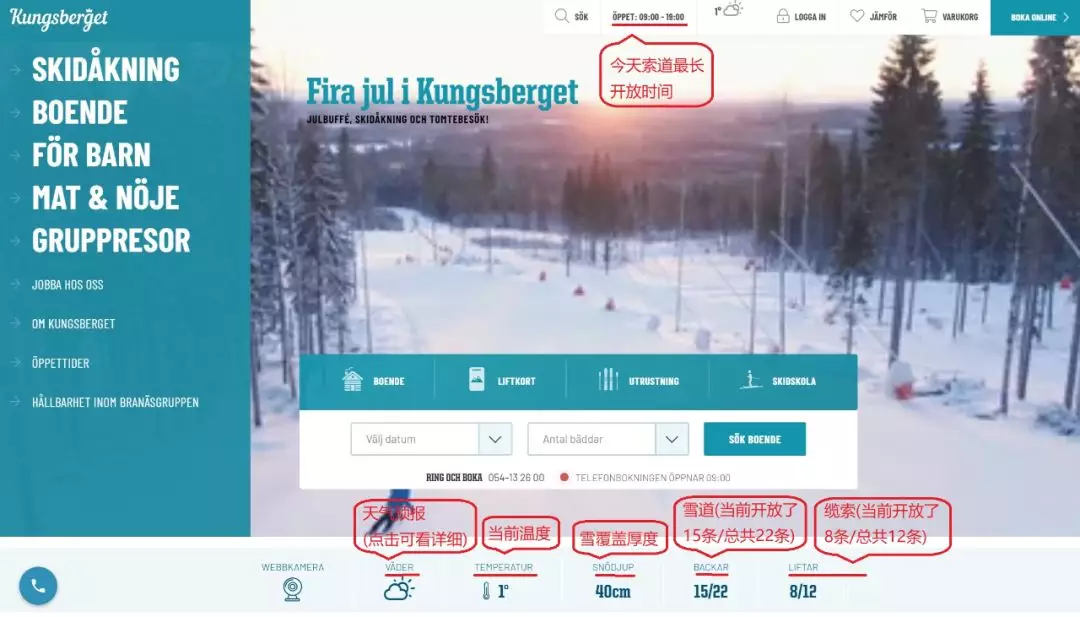 Kungsberget
SÖK
ÖPPET: 09:00 - 19:00
1°
LOGGA IN
JÄMFÖR
VARUKORG
BOKA ONLINE
今天索道最长
开放时间
SKIDÅKNING
BOENDE
FÖR BARN
MAT & NÖJE
GRUPPRESOR
JOBBA HOS OSS
OM KUNGSBERGET
ÖPPETTIDER
HÅLLBARHET INOM BRANÄSGRUPPEN
Fira jul i Kungsberget
JULBUFFÉ, SKIDÅKNING OCH TOMTEBESÖK!
BOENDE
LIFTKORT
UTRUSTNING
SKIDSKOLA
Välj datum
Antal bäddar
SÖK BOENDE
RING OCH BOKA 054-13 26 00
TELEFONBOKNINGEN ÖPPNAR 09:00
天气预报
(点击可看详细)
当前温度
雪覆盖厚度
雪道(当前开放了
15条/总共22条)
缆索(当前开放了
8条/总共12条)
WEBBKAMERA
VÄDER
TEMPERATUR
1°
SNÖDJUP
40cm
BACKAR
15/22
LIFTAR
8/12